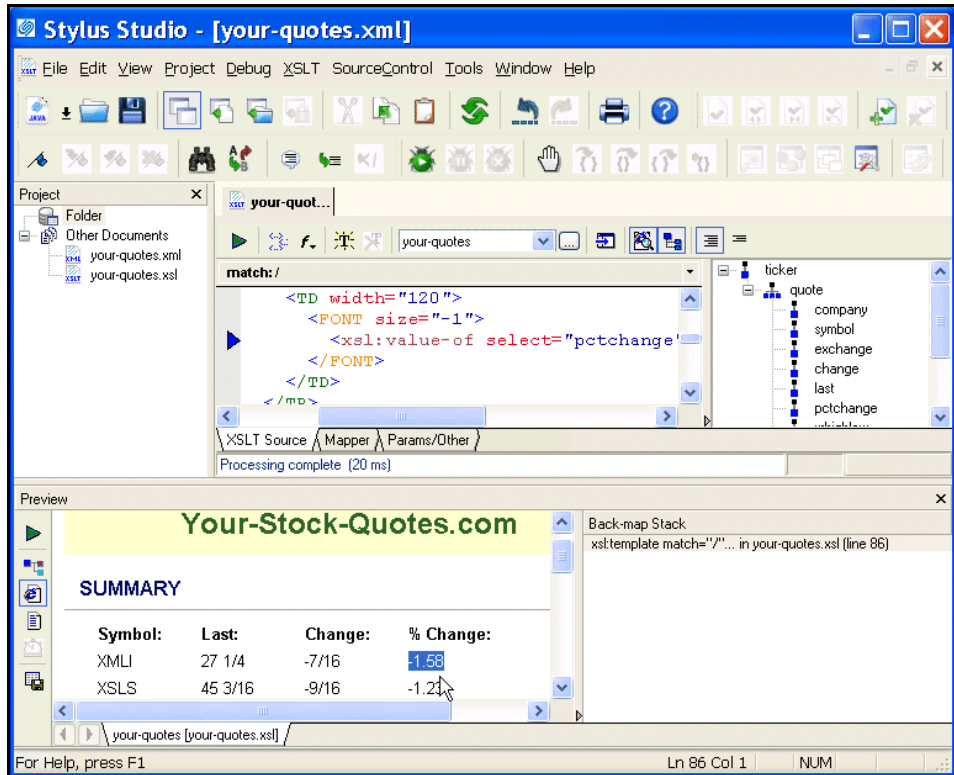 Stylus Studio - [your-quotes.xml]
File Edit View Project Debug XSLT SourceControl Tools Window Help
Project
Folder
Other Documents
your-quotes.xml
your-quotes.xsl
your-quot...
your-quotes
match: /
<TD width="120">
<FONT size="-1">
<xsl:value-of select="pctchange"
</FONT>
</TD>
</TR>
ticker
quote
company
symbol
exchange
change
last
pctchange
XSLT Source Mapper Params/Other
Processing complete (20 ms)
Preview
Your-Stock-Quotes.com
SUMMARY
Symbol: Last: Change: % Change:
XMLI 27 1/4 -7/16 -1.58
XSLS 45 3/16 -9/16 -1.23
Back-map Stack
xsl:template match="/"... in your-quotes.xsl (line 86)
your-quotes [your-quotes.xsl]
For Help, press F1
Ln 86 Col 1 NUM